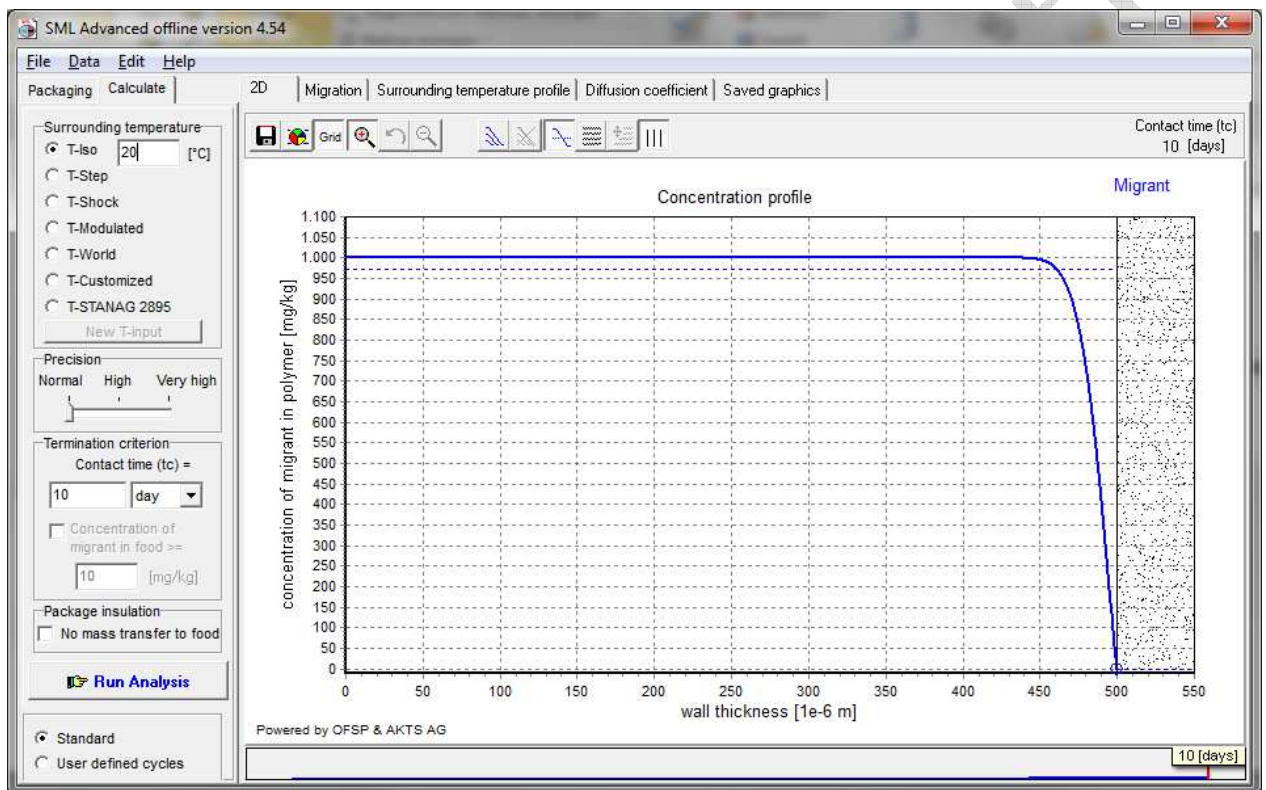 SML Advanced offline version 4.54
File Data Edit Help
Packaging Calculate
2D Migration Surrounding temperature profile Diffusion coefficient Saved graphics
Surrounding temperature
T-Iso 20 [°C]
T-Step
T-Shock
T-Modulated
T-World
T-Customized
T-STANAG 2895
New T-input
Precision
Normal High Very high
Termination criterion
Contact time (tc) =
10 day
Concentration of
migrant in food >=
10 [mg/kg]
Package insulation
No mass transfer to food
Run Analysis
Standard
User defined cycles
Grid
Contact time (tc)
10 [days]
Migrant
Concentration profile
concentration of migrant in polymer [mg/kg]
1.100
1.050
1.000
950
900
850
800
750
700
650
600
550
500
450
400
350
300
250
200
150
100
50
0
0 50 100 150 200 250 300 350 400 450 500 550
wall thickness [1e-6 m]
Powered by OFSP & AKTS AG
10 [days]